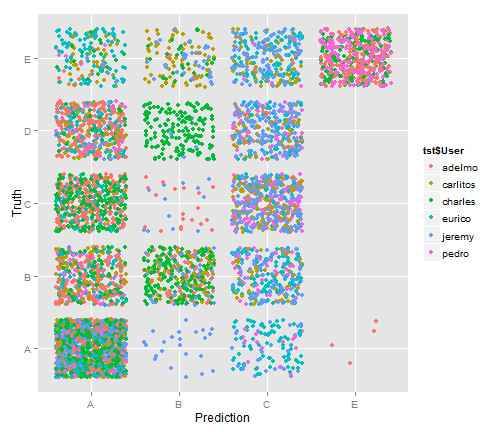 E
D
C
B
A
Truth
A
B
C
E
Prediction
tst$User
adelmo
carlitos
charles
eurico
jeremy
pedro